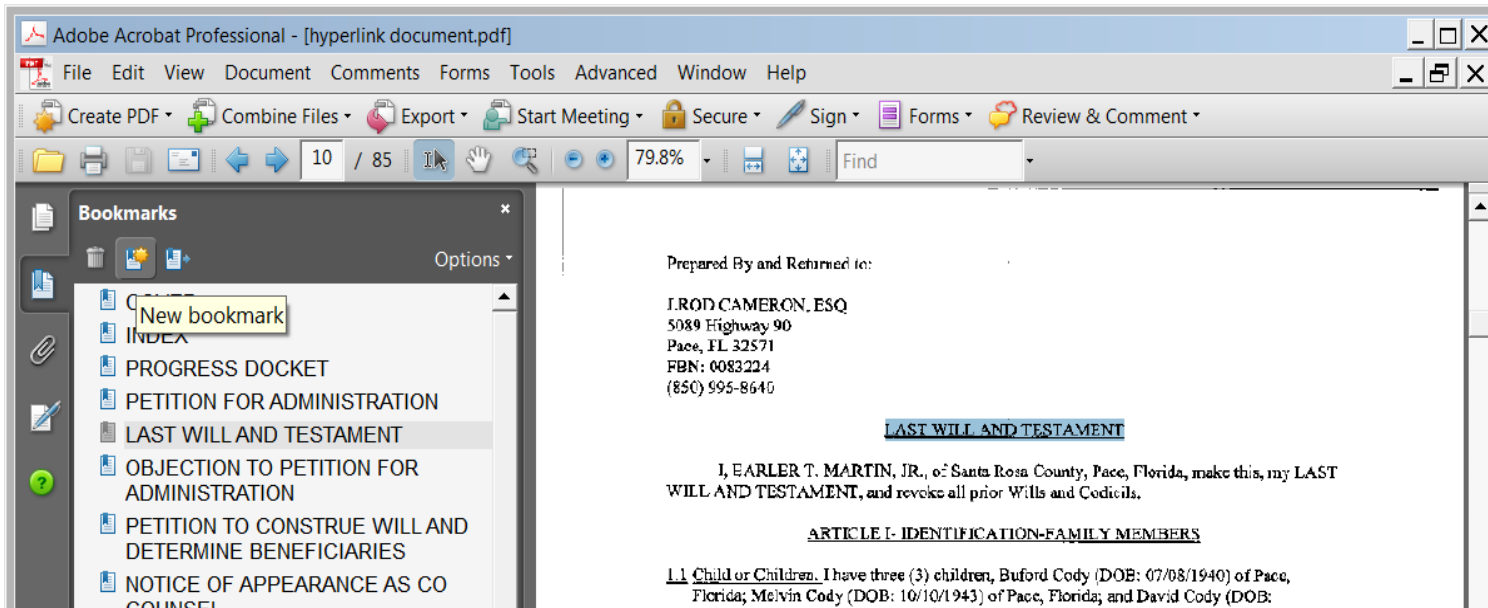 Adobe Acrobat Professional - [hyperlink document.pdf]
File Edit View Document Comments Forms Tools Advanced Window Help
Create PDF Combine Files Export Start Meeting Secure Sign Forms Review & Comment
10 / 85 79.8% Find
Bookmarks
Options
New bookmark
INDEX
PROGRESS DOCKET
PETITION FOR ADMINISTRATION
LAST WILL AND TESTAMENT
OBJECTION TO PETITION FOR
ADMINISTRATION
PETITION TO CONSTRUE WILL AND
DETERMINE BENEFICIARIES
NOTICE OF APPEARANCE AS CO
COUNSEL
Prepared By and Returned to:
J.ROD CAMERON, ESQ
5089 Highway 90
Pace, FL 32571
FBN: 0083224
(850) 995-8640
LAST WILL AND TESTAMENT
I, EARLER T. MARTIN, JR., of Santa Rosa County, Pace, Florida, make this, my LAST
WILL AND TESTAMENT, and revoke all prior Wills and Codicils.
ARTICLE I- IDENTIFICATION-FAMILY MEMBERS
1.1 Child or Children. I have three (3) children, Buford Cody (DOB: 07/08/1940) of Pace,
Florida; Melvin Cody (DOB: 10/10/1943) of Pace, Florida; and David Cody (DOB: